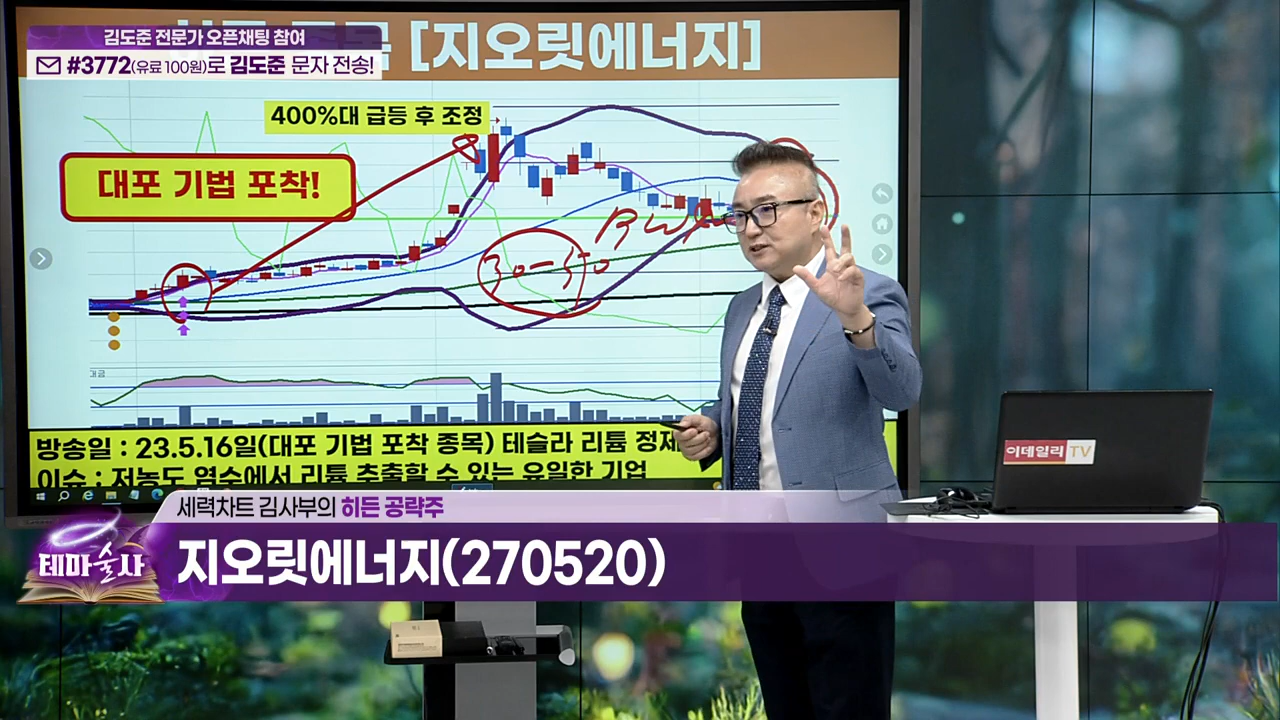 김도준 전문가 오픈채팅 참여
#3772(유료 100원)로 김도준 문자 전송!
[지오릿에너지]
400%대 급등 후 조정
대포 기법 포착!
30-50
대금
방송일 : 23.5.16일(대포 기법 포착 종목) 테슬라 리튬 정제
이슈 : 저농도 염수에서 리튬 추출할 수 있는 유일한 기업
이데일리TV
세력차트 김사부의 히든 공략주
테마술사
지오릿에너지(270520)